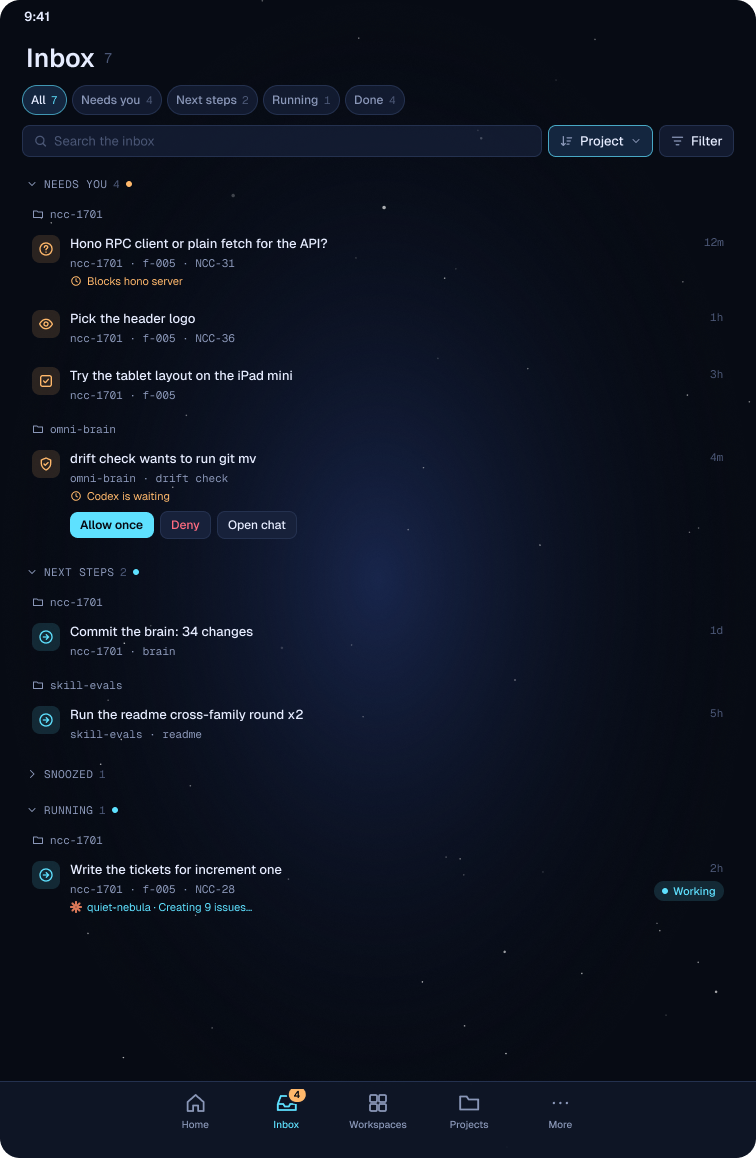 9:41
Inbox 7
All 7 Needs you 4 Next steps 2 Running 1 Done 4
Search the inbox Project Filter
NEEDS YOU 4
ncc-1701
Hono RPC client or plain fetch for the API? 12m
ncc-1701 · f-005 · NCC-31
Blocks hono server
Pick the header logo 1h
ncc-1701 · f-005 · NCC-36
Try the tablet layout on the iPad mini 3h
ncc-1701 · f-005
omni-brain
drift check wants to run git mv 4m
omni-brain · drift check
Codex is waiting
Allow once Deny Open chat
NEXT STEPS 2
ncc-1701
Commit the brain: 34 changes 1d
ncc-1701 · brain
skill-evals
Run the readme cross-family round x2 5h
skill-evals · readme
SNOOZED 1
RUNNING 1
ncc-1701
Write the tickets for increment one 2h
ncc-1701 · f-005 · NCC-28 Working
quiet-nebula · Creating 9 issues…
4
Home Inbox Workspaces Projects More